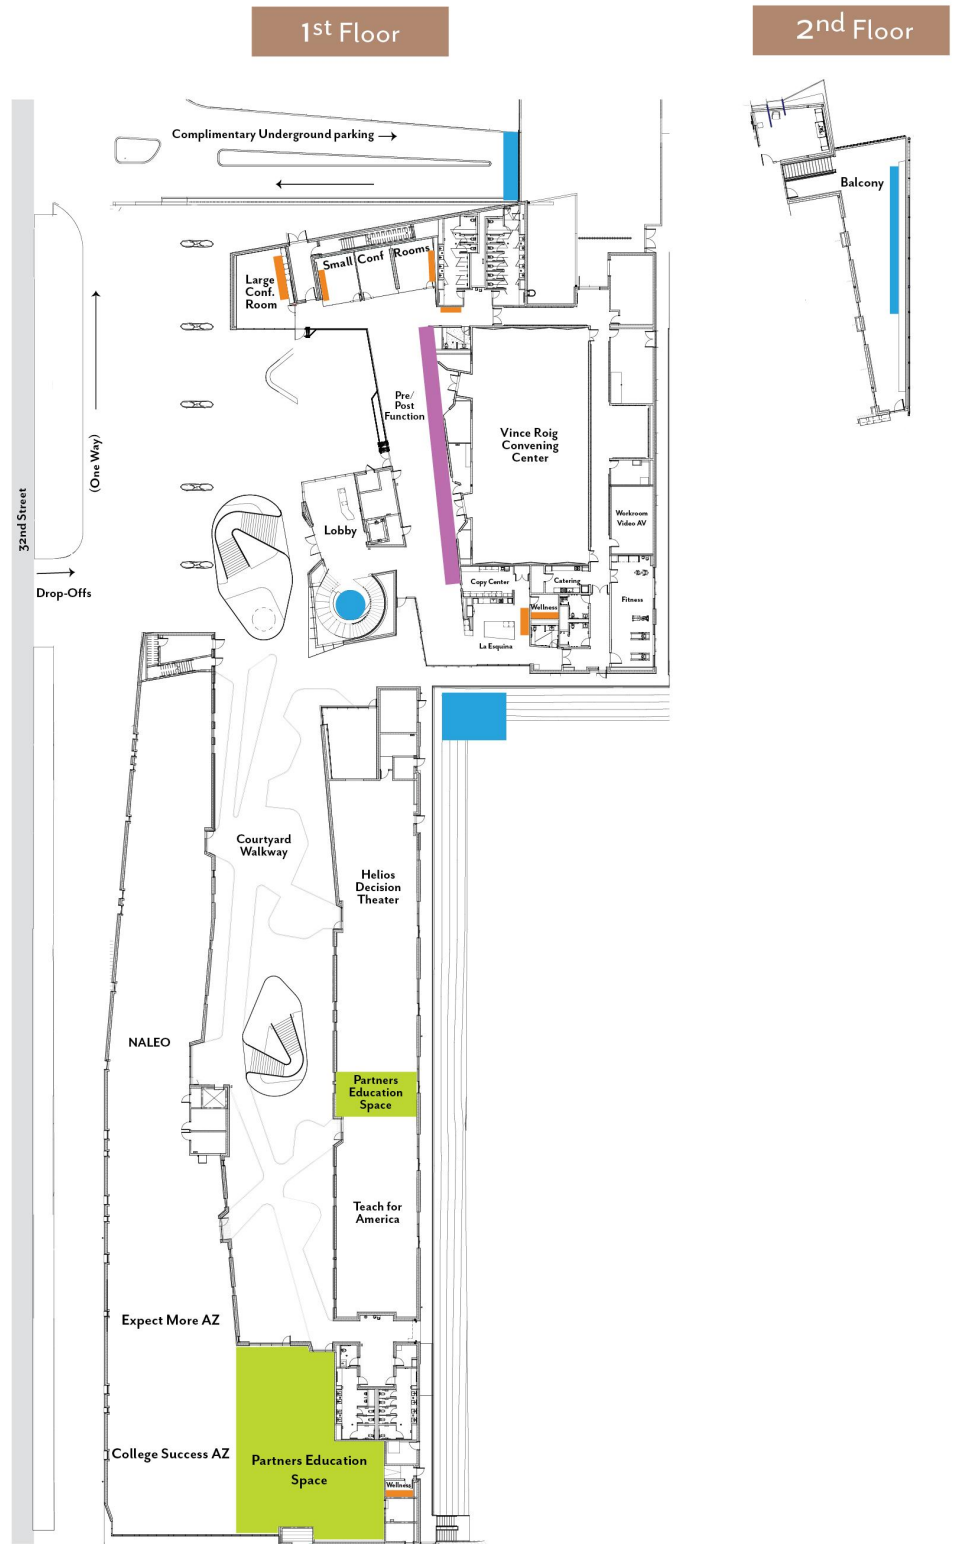 1st Floor
2nd Floor
Complimentary Underground parking
Balcony
Small Conf Rooms
Large
Conf.
Room
Pre/
Post
Function
Vince Roig
Convening
Center
(One Way)
32nd Street
Workroom
Video AV
Lobby
Drop-Offs
Copy Center
Catering
Fitness
Wellness
La Esquina
Courtyard
Walkway
Helios
Decision
Theater
NALEO
Partners
Education
Space
Teach for
America
Expect More AZ
College Success AZ
Partners Education
Space
Wellness